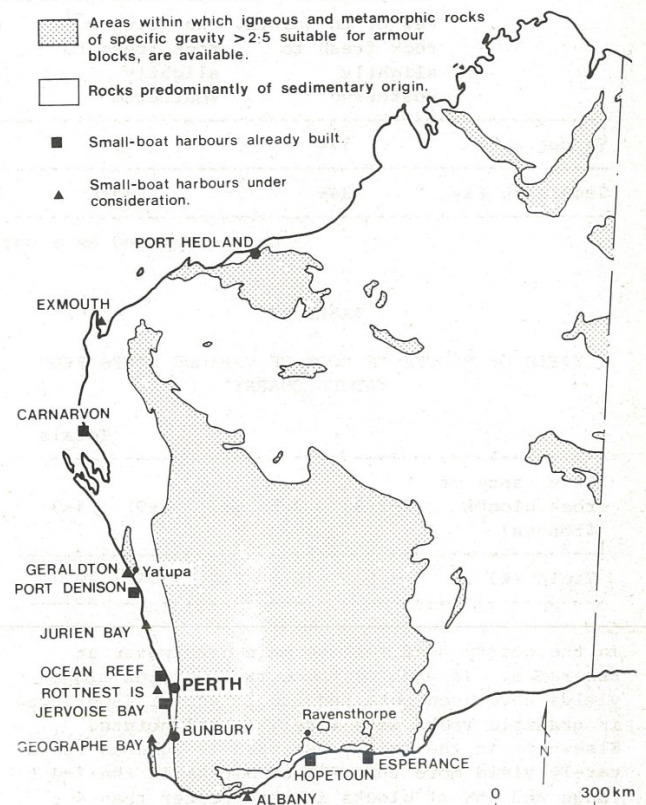 Areas within which igneous and metamorphic rocks
of specific gravity >2·5 suitable for armour
blocks, are available.
Rocks predominantly of sedimentary origin.
Small-boat harbours already built.
Small-boat harbours under
consideration.
PORT HEDLAND
EXMOUTH
CARNARVON
GERALDTON
Yatupa
PORT DENISON
JURIEN BAY
OCEAN REEF
ROTTNEST IS
PERTH
JERVOISE BAY
BUNBURY
GEOGRAPHE BAY
Ravensthorpe
ESPERANCE
HOPETOUN
ALBANY
N
0 300 km